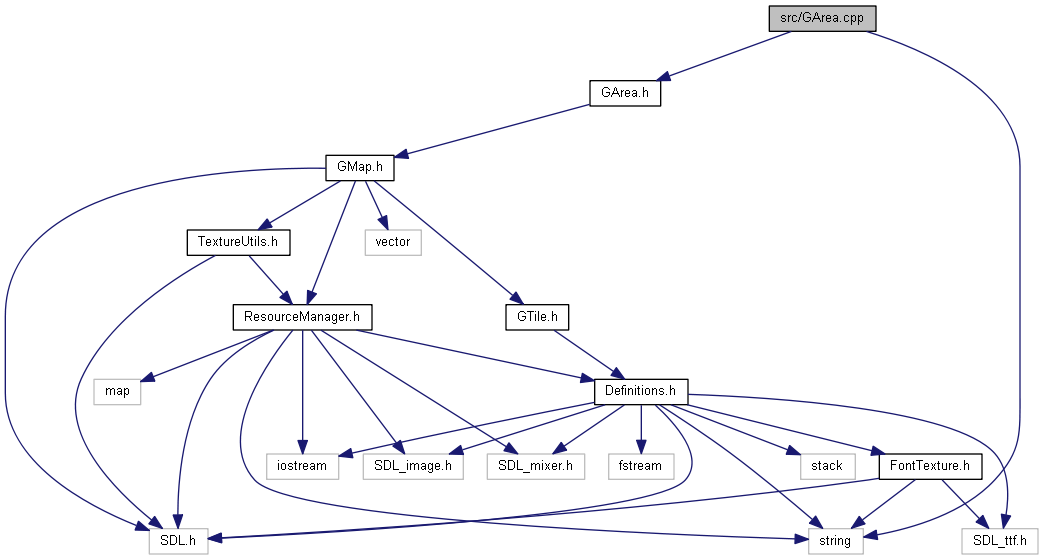 src/GArea.cpp
GArea.h
GMap.h
TextureUtils.h
vector
ResourceManager.h
GTile.h
map
Definitions.h
iostream
SDL_image.h
SDL_mixer.h
fstream
stack
FontTexture.h
SDL.h
string
SDL_ttf.h